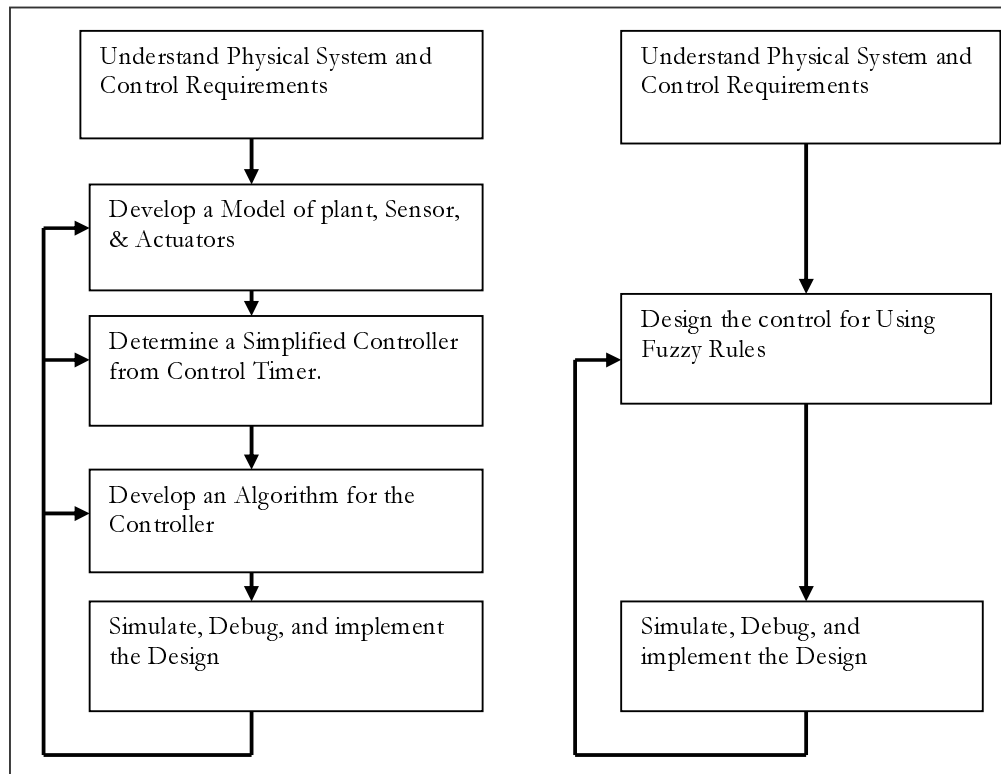 Understand Physical System and
Control Requirements
Develop a Model of plant, Sensor,
& Actuators
Determine a Simplified Controller
from Control Timer.
Develop an Algorithm for the
Controller
Simulate, Debug, and implement
the Design
Understand Physical System and
Control Requirements
Design the control for Using
Fuzzy Rules
Simulate, Debug, and
implement the Design